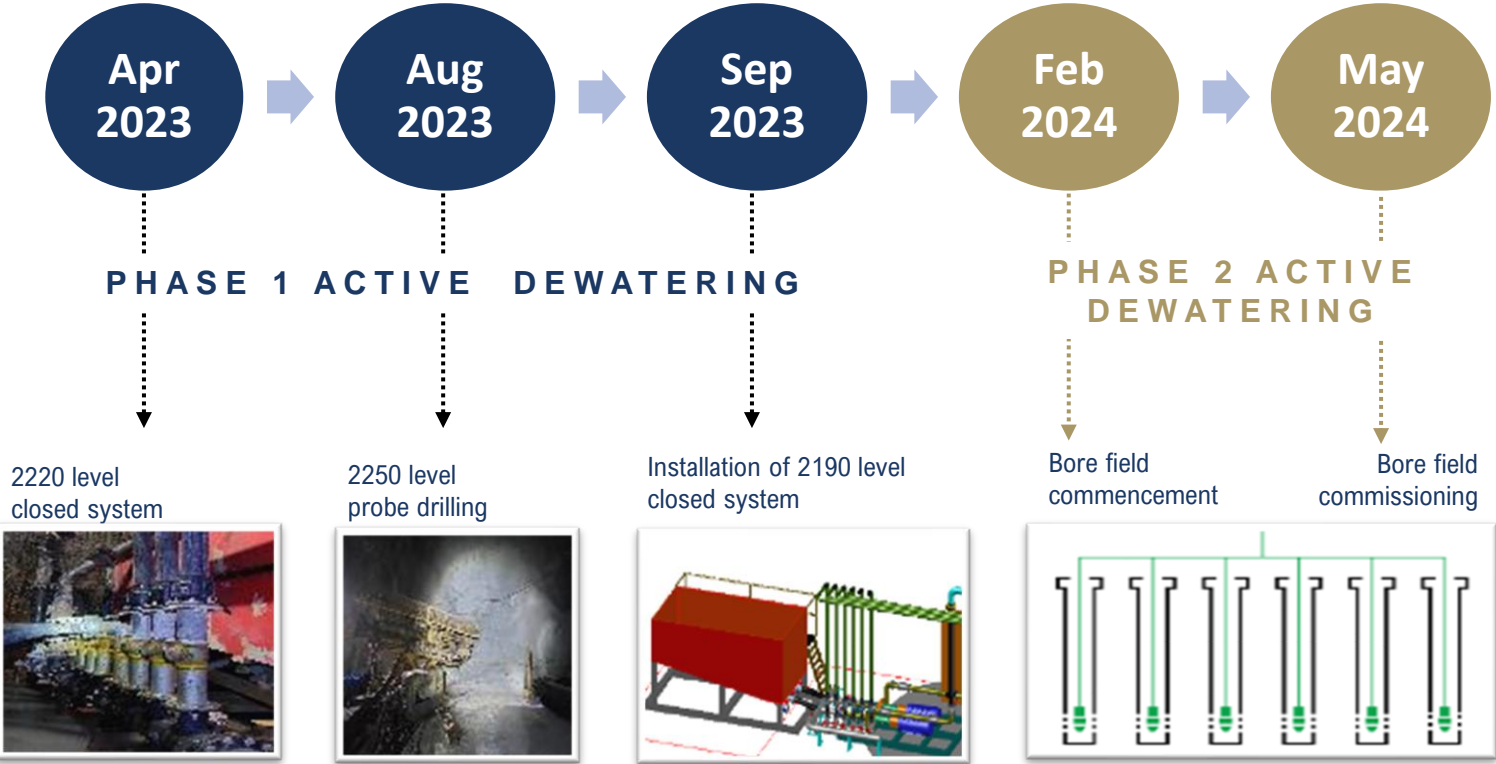 Apr
2023
Aug
2023
Sep
2023
Feb
2024
May
2024
PHASE 1 ACTIVE DEWATERING
PHASE 2 ACTIVE
DEWATERING
2220 level
closed system
2250 level
probe drilling
Installation of 2190 level
closed system
Bore field
commencement
Bore field
commissioning